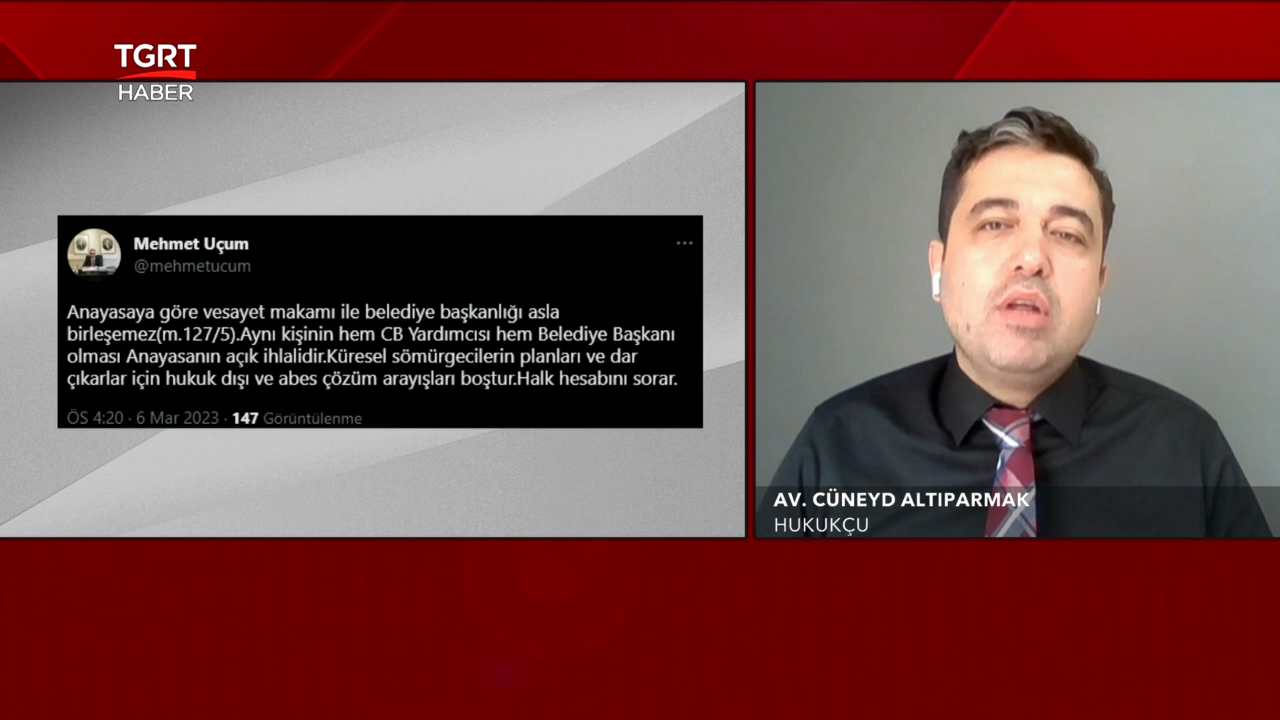 TGRT
HABER
Mehmet Uçum
@mehmetucum
Anayasaya göre vesayet makamı ile belediye başkanlığı asla
birleşemez(m.127/5).Aynı kişinin hem CB Yardımcısı hem Belediye Başkanı
olması Anayasanın açık ihlalidir.Küresel sömürgecilerin planları ve dar
çıkarlar için hukuk dışı ve abes çözüm arayışları boştur.Halk hesabını sorar.
ÖS 4:20 · 6 Mar 2023 · 147 Görüntülenme
AV. CÜNEYD ALTIPARMAK
HUKUKÇU